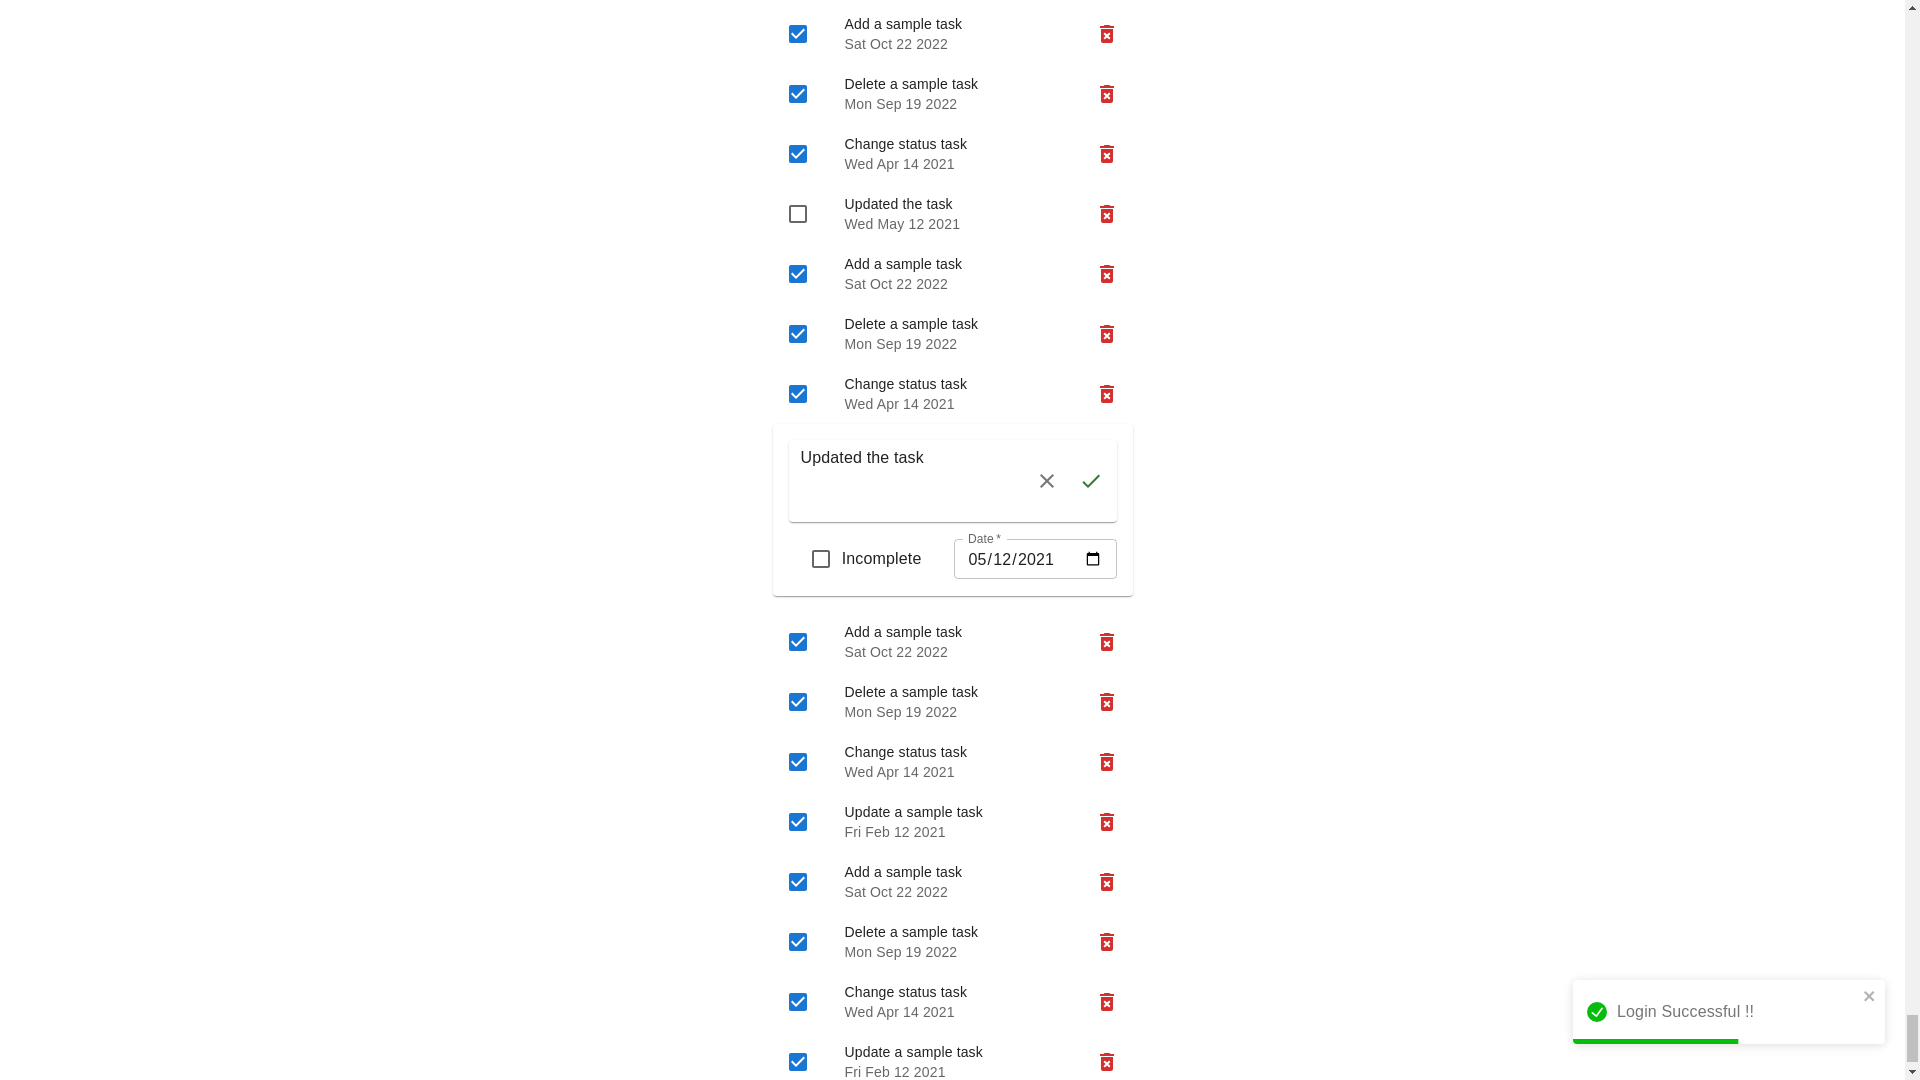 Add a sample task
Sat Oct 22 2022
Delete a sample task
Mon Sep 19 2022
Change status task
Wed Apr 14 2021
Updated the task
Wed May 12 2021
Add a sample task
Sat Oct 22 2022
Delete a sample task
Mon Sep 19 2022
Change status task
Wed Apr 14 2021
Updated the task
Date *
Incomplete
05/12/2021
Add a sample task
Sat Oct 22 2022
Delete a sample task
Mon Sep 19 2022
Change status task
Wed Apr 14 2021
Update a sample task
Fri Feb 12 2021
Add a sample task
Sat Oct 22 2022
Delete a sample task
Mon Sep 19 2022
Change status task
Wed Apr 14 2021
Login Successful !!
Update a sample task
Fri Feb 12 2021